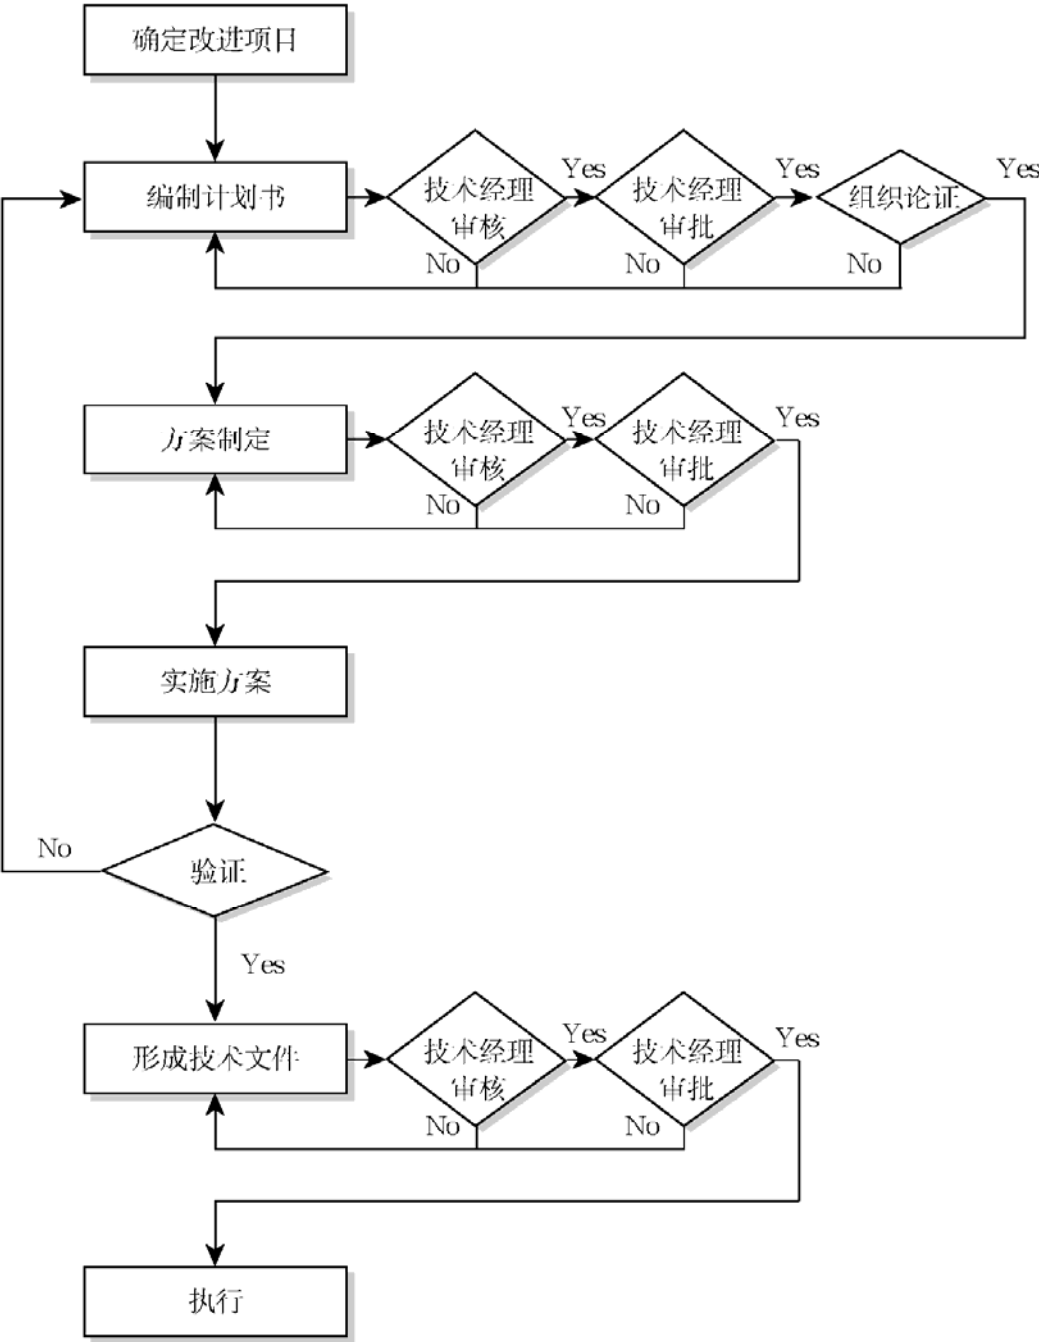 确定改进项日
编制计划书
技术经理
审核
Yes
No
技术经理
审批
Yes
No
组织论证
Yes
No
方案制定
技术经理
审核
Yes
No
技术经理
审批
Yes
No
实施方案
验证
No
Yes
形成技术文件
技术经理
审核
Yes
No
技术经理
审批
Yes
No
执行